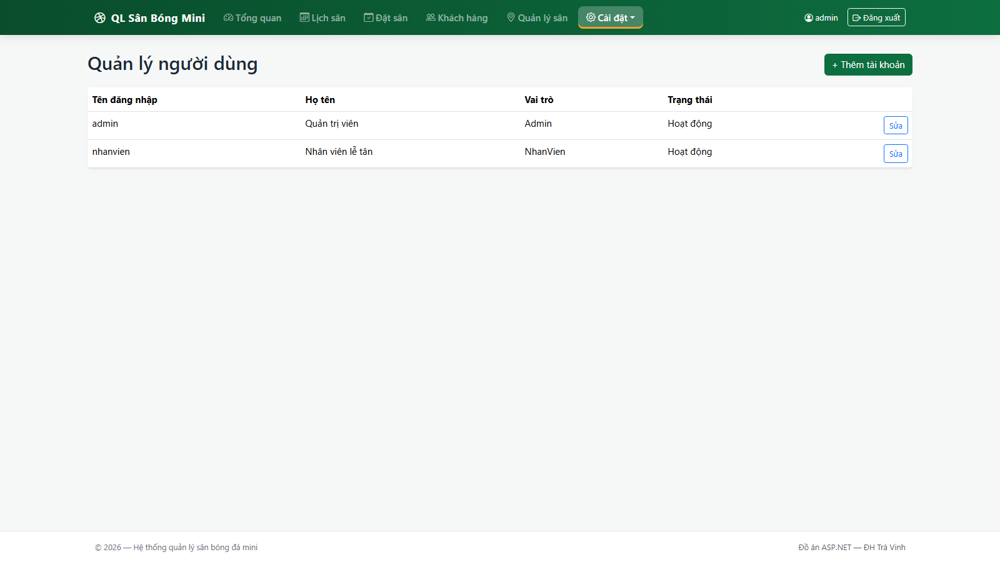 QL Sân Bóng Mini Tổng quan Lịch sân Đặt sân Khách hàng Quản lý sân Cài đặt admin Đăng xuất
Quản lý người dùng + Thêm tài khoản
Tên đăng nhập Họ tên Vai trò Trạng thái
admin Quản trị viên Admin Hoạt động Sửa
nhanvien Nhân viên lễ tân NhanVien Hoạt động Sửa
© 2026 — Hệ thống quản lý sân bóng đá mini Đồ án ASP.NET — ĐH Trà Vinh